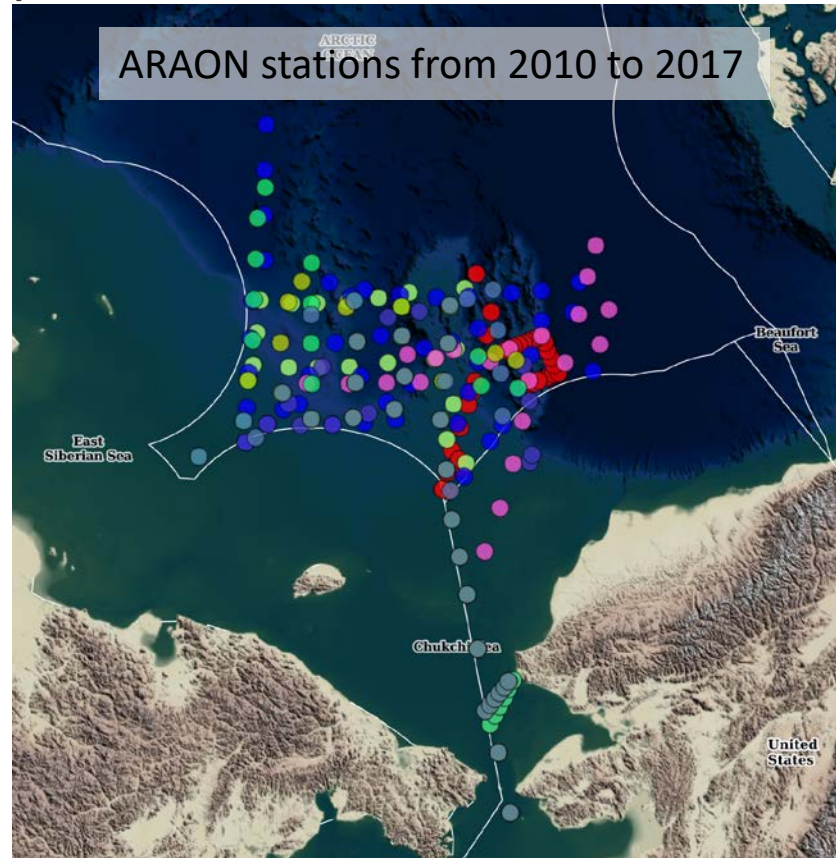 ARCTIC
OCEAN
ARAON stations from 2010 to 2017
Beaufort
Sea
East
Siberian Sea
Chukchi Sea
United
States